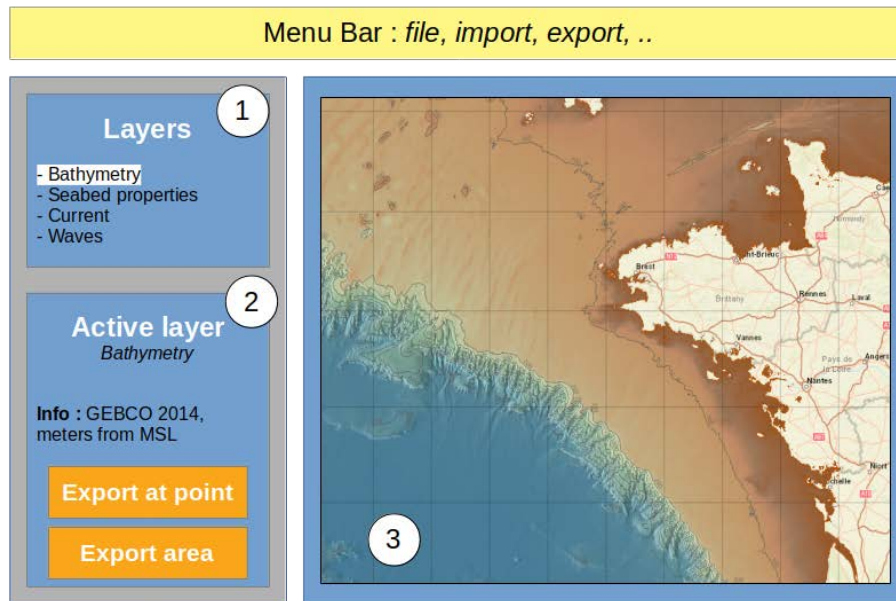 Menu Bar : file, import, export, ..
1
Layers
- Bathymetry
- Seabed properties
- Current
- Waves
2
Active layer
Bathymetry
Info : GEBCO 2014,
meters from MSL
Export at point
Export area
3
Normandy
Brest
Saint-Brieuc
Brittany
Rennes
Laval
Vannes
Pays de
la Loire
Angers
Nantes
Niort